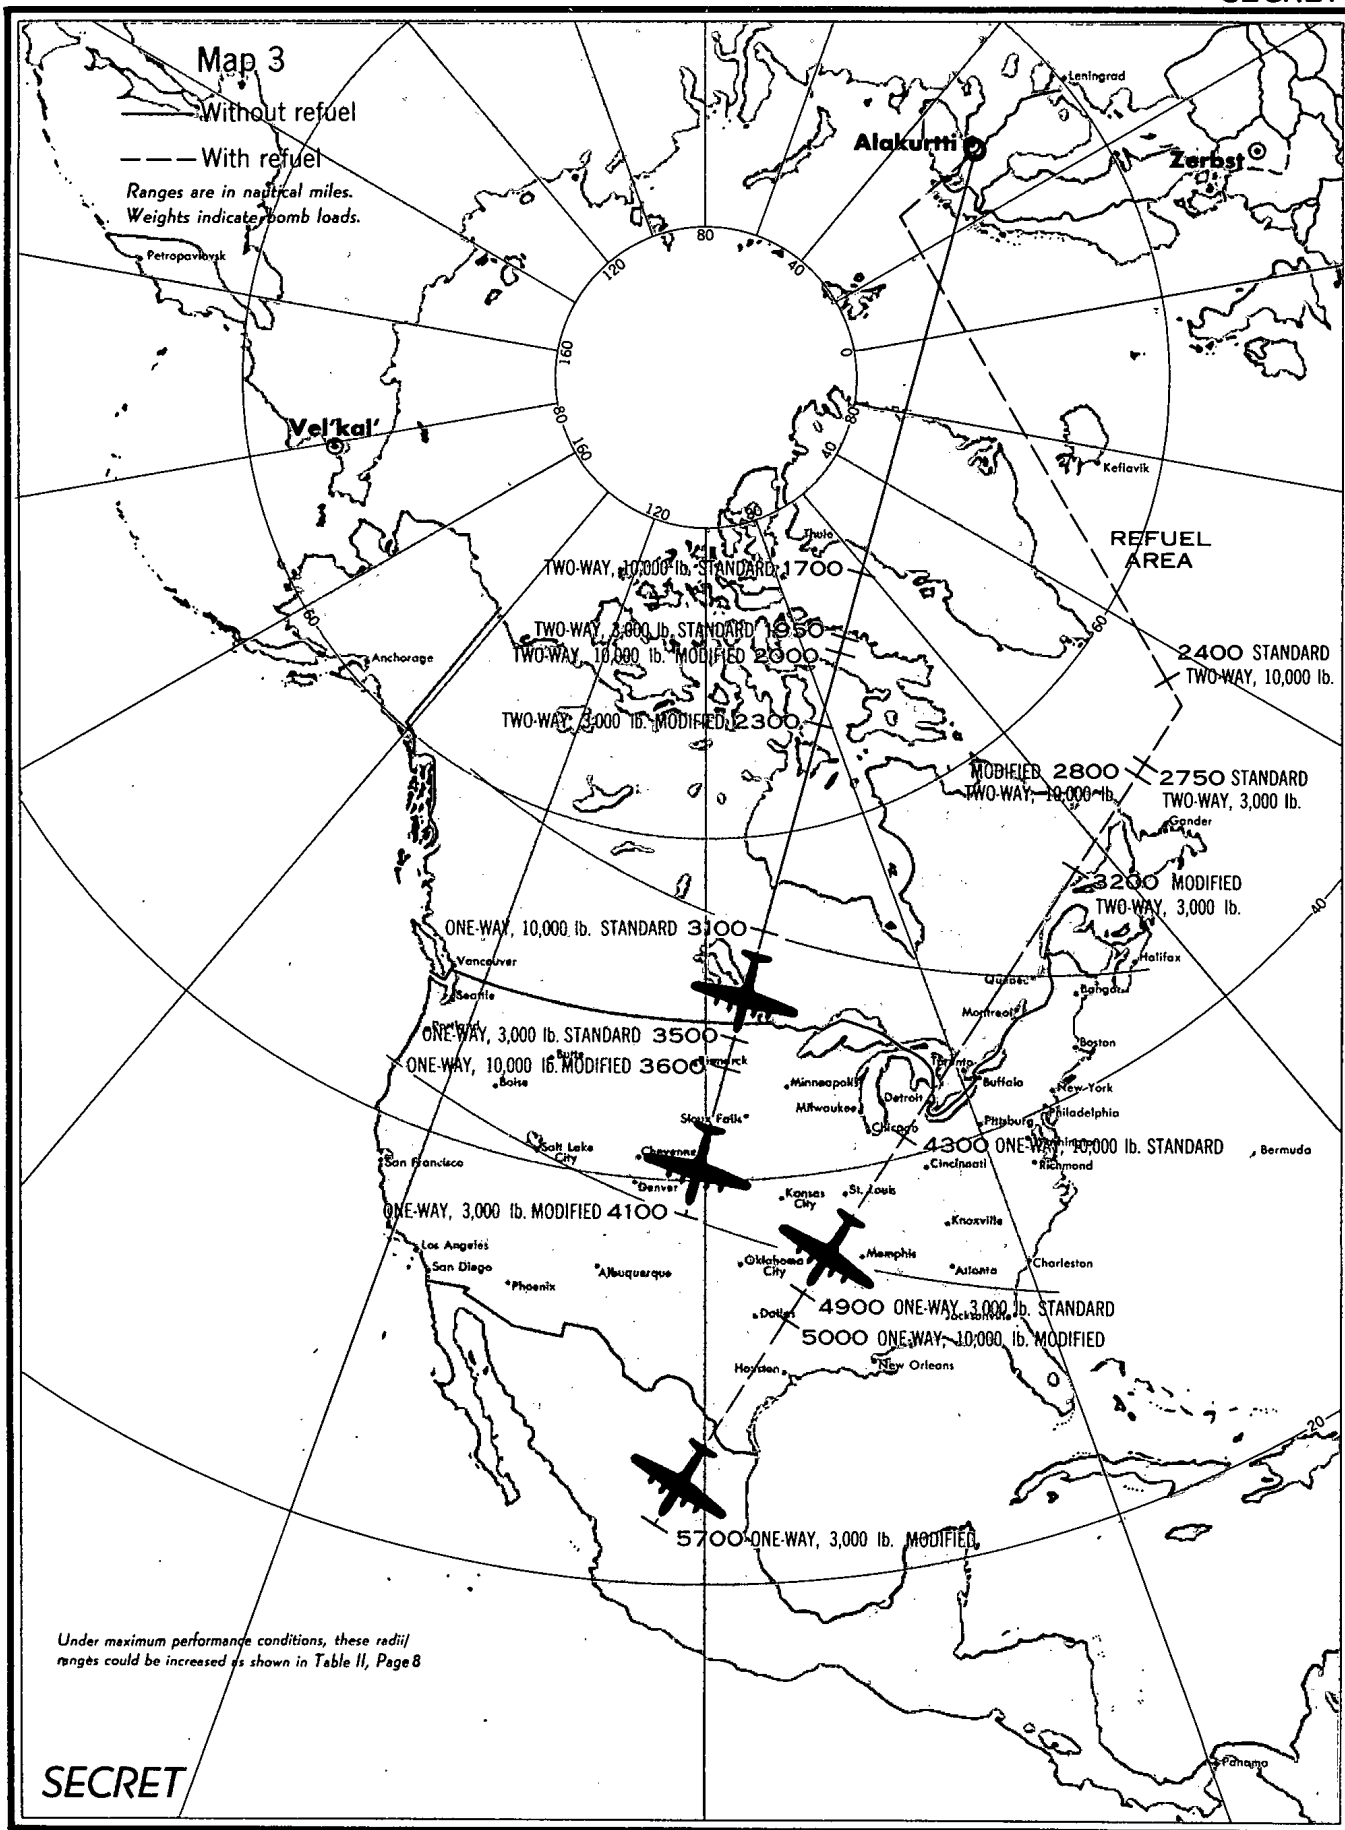 SECRET
Map 3
Without refuel
With refuel
Ranges are in nautical miles.
Weights indicate bomb loads.
Leningrad
Alakurtti
Zerbst
Petropavlovsk
80
120
40
160
0
Vel'kal'
80
160
80
40
120
80
Keflavik
Thule
REFUEL
AREA
TWO-WAY, 10,000 lb. STANDARD 1700
60
60
TWO-WAY, 3,000 lb. STANDARD 1950
TWO-WAY, 10,000 lb. MODIFIED 2000
Anchorage
2400 STANDARD
TWO-WAY, 10,000 lb.
TWO-WAY, 3,000 lb. MODIFIED 2300
MODIFIED 2800
TWO-WAY, 10,000 lb.
2750 STANDARD
TWO-WAY, 3,000 lb.
Gander
3200 MODIFIED
TWO-WAY, 3,000 lb.
40
ONE-WAY, 10,000 lb. STANDARD 3100
Vancouver
Halifax
Quebec
Bangor
Seattle
Montreal
Portland
ONE-WAY, 3,000 lb. STANDARD 3500
Boston
Butte
ONE-WAY, 10,000 lb. MODIFIED 3600
Bismarck
Toronto
Boise
Minneapolis
Buffalo
New York
Detroit
Milwaukee
Philadelphia
Sioux Falls
Pittsburg
Chicago
Washington
4300 ONE-WAY, 10,000 lb. STANDARD
Bermuda
Salt Lake
City
Cheyenne
San Francisco
Cincinnati
Richmond
Denver
Kansas
City
St. Louis
ONE-WAY, 3,000 lb. MODIFIED 4100
Knoxville
Los Angeles
Memphis
San Diego
Albuquerque
Oklahoma
City
Atlanta
Charleston
Phoenix
4900 ONE-WAY, 3,000 lb. STANDARD
Dallas
Jacksonville
5000 ONE-WAY, 10,000 lb. MODIFIED
Houston
New Orleans
20
5700 ONE-WAY, 3,000 lb. MODIFIED
Under maximum performance conditions, these radii/
ranges could be increased as shown in Table II, Page 8
Panama
SECRET